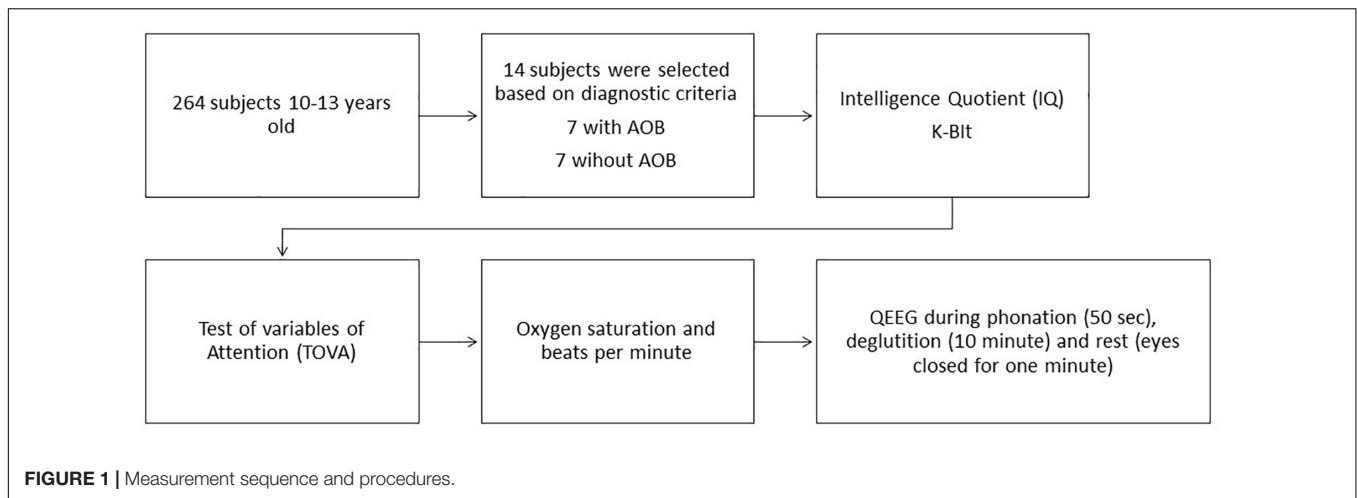 264 subjects 10-13 years
old
14 subjects were selected
based on diagnostic criteria
7 with AOB
7 wihout AOB
Intelligence Quotient (IQ)
K-BIt
Test of variables of
Attention (TOVA)
Oxygen saturation and
beats per minute
QEEG during phonation (50 sec),
deglutition (10 minute) and rest (eyes
closed for one minute)
FIGURE 1 | Measurement sequence and procedures.